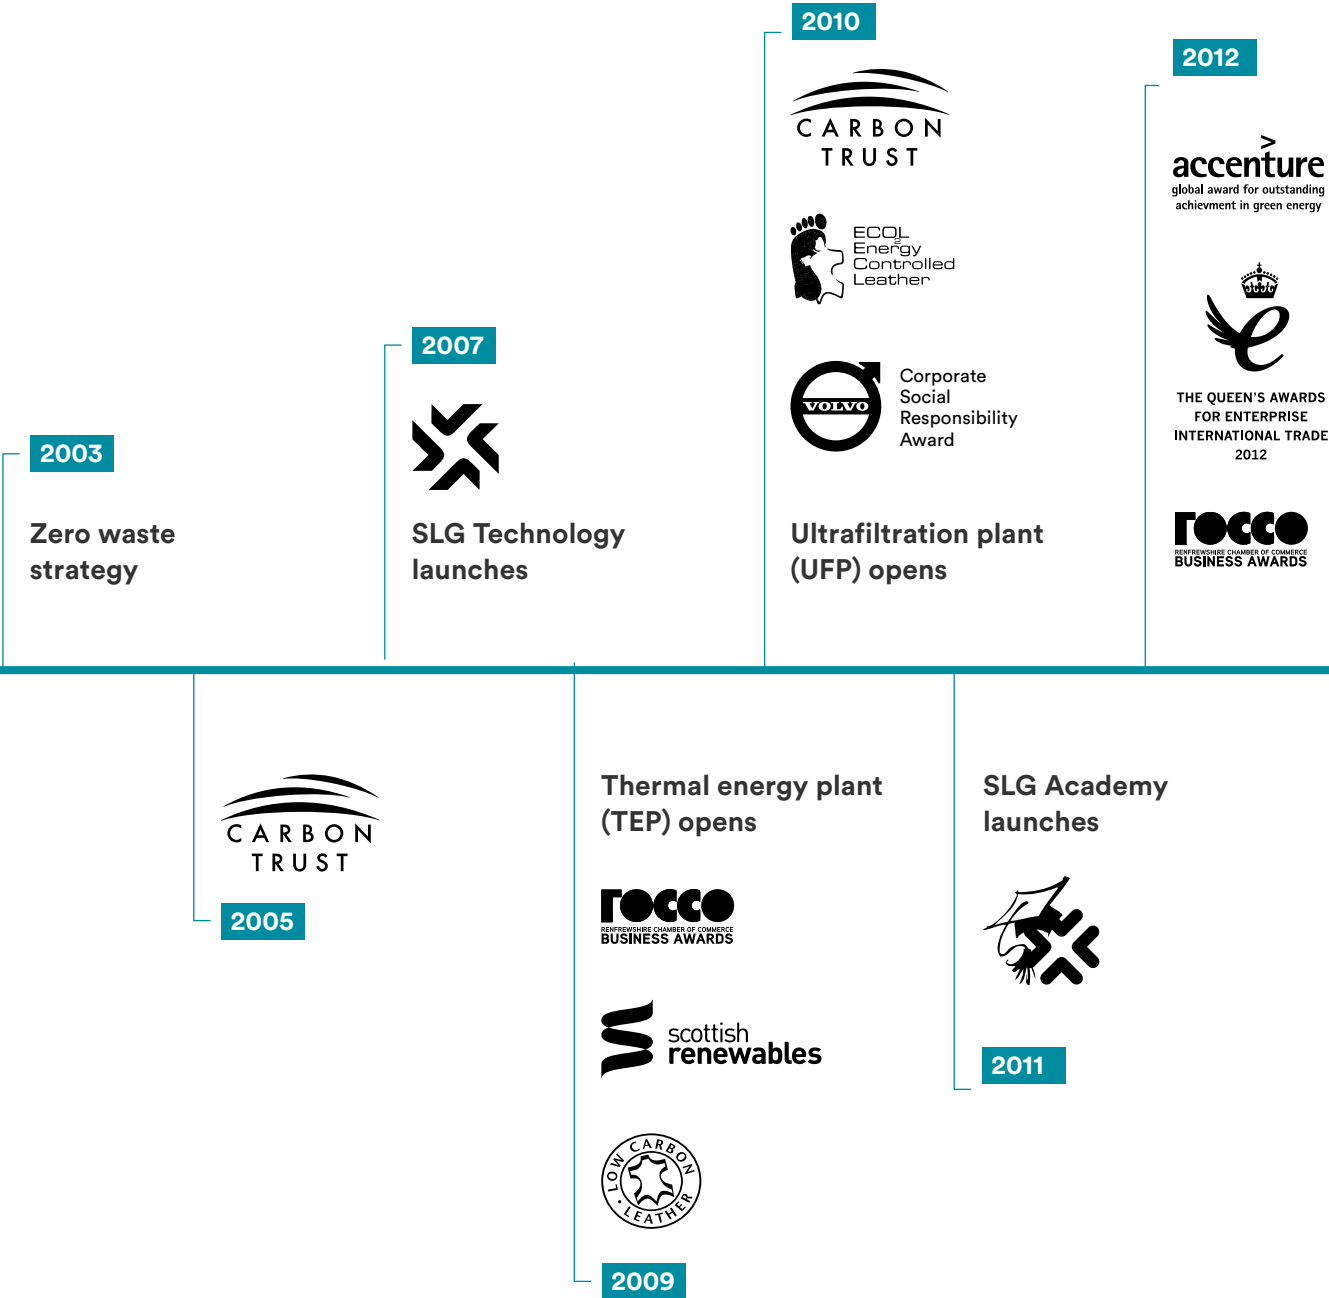 2003
Zero waste
strategy
CARBON
TRUST
2005
2007
SLG Technology
launches
Thermal energy plant
(TEP) opens
rocco
RENFREWSHIRE CHAMBER OF COMMERCE
BUSINESS AWARDS
scottish
renewables
LOW CARBON
• LEATHER
2009
2010
CARBON
TRUST
ECO2L
Energy
Controlled
Leather
VOLVO
Corporate
Social
Responsibility
Award
Ultrafiltration plant
(UFP) opens
SLG Academy
launches
2011
2012
>
accenture
global award for outstanding
achievment in green energy
e
THE QUEEN'S AWARDS
FOR ENTERPRISE
INTERNATIONAL TRADE
2012
rocco
RENFREWSHIRE CHAMBER OF COMMERCE
BUSINESS AWARDS